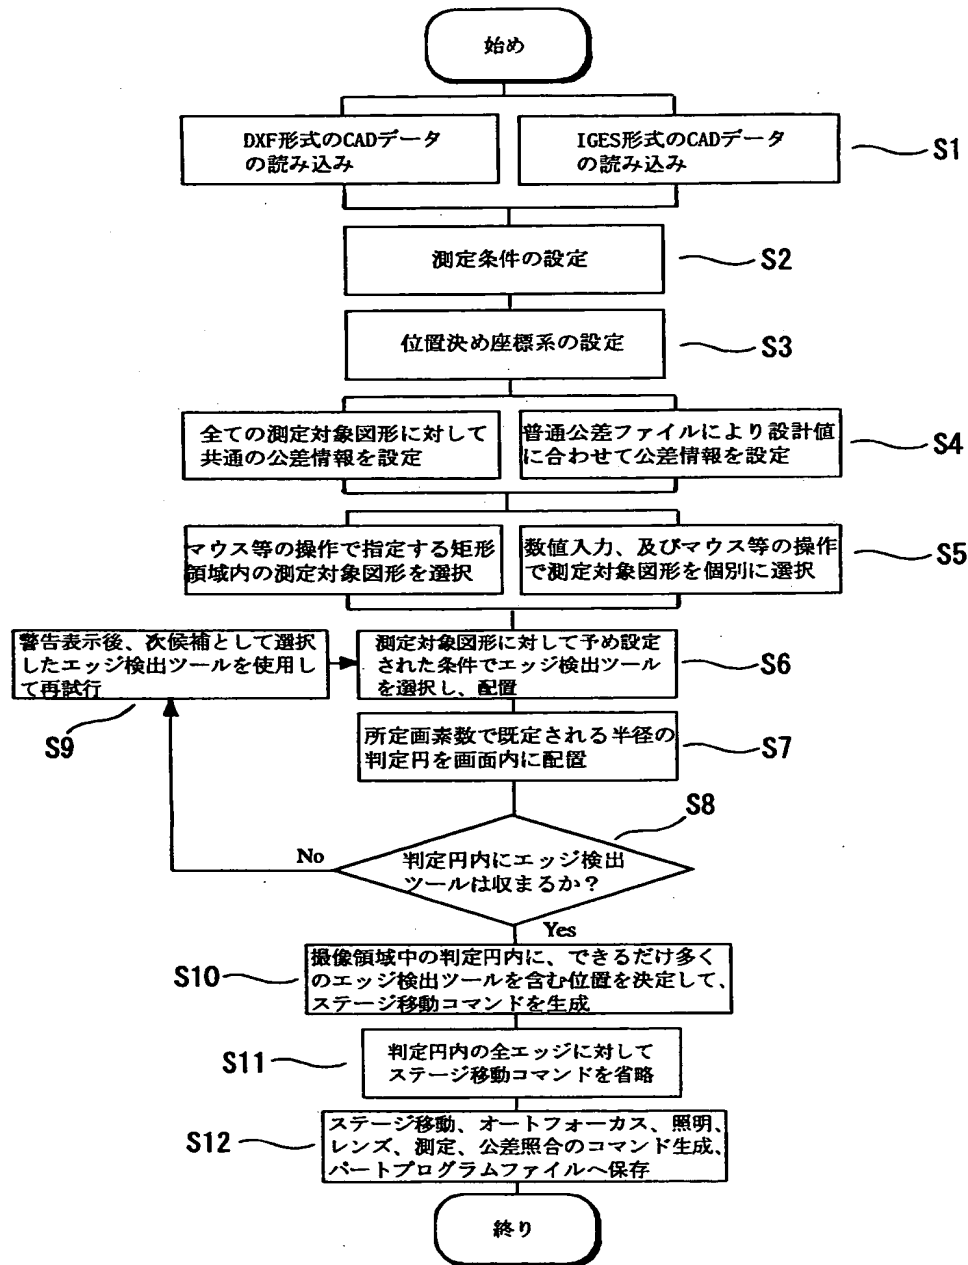 始め
DXF形式のCADデータ
の読み込み
IGES形式のCADデータ
の読み込み
S1
測定条件の設定
S2
位置決め座標系の設定
S3
全ての測定対象図形に対して
共通の公差情報を設定
普通公差ファイルにより設計値
に合わせて公差情報を設定
S4
マウス等の操作で指定する矩形
領域内の測定対象図形を選択
数値入力、及びマウス等の操作
で測定対象図形を個別に選択
S5
警告表示後、次候補として選択
したエッジ検出ツールを使用し
て再試行
S9
測定対象図形に対して予め設定
された条件でエッジ検出ツール
を選択し、配置
S6
所定画素数で既定される半径の
判定円を画面内に配置
S7
S8
No
判定円内にエッジ検出
ツールは収まるか？
Yes
S10
撮像領域中の判定円内に、できるだけ多く
のエッジ検出ツールを含む位置を決定して、
ステージ移動コマンドを生成
S11
判定円内の全エッジに対して
ステージ移動コマンドを省略
S12
ステージ移動、オートフォーカス、照明、
レンズ、測定、公差照合のコマンド生成、
パートプログラムファイルへ保存
終り